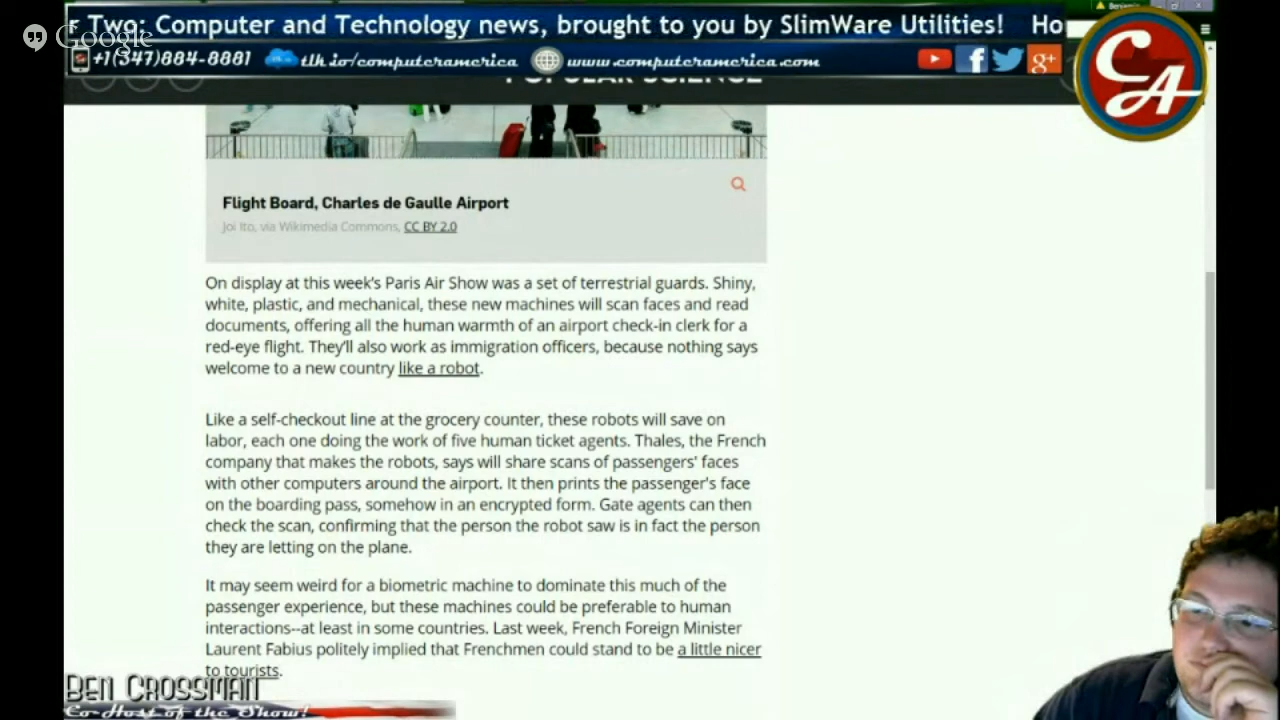 r Two: Computer and Technology news, brought to you by SlimWare Utilities! Ho
Benjamin
Google
+1(347)884-8881 tlk.io/computeramerica www.computeramerica.com
POPULAR SCIENCE
CA
Flight Board, Charles de Gaulle Airport
Joi Ito, via Wikimedia Commons, CC BY 2.0
On display at this week's Paris Air Show was a set of terrestrial guards. Shiny,
white, plastic, and mechanical, these new machines will scan faces and read
documents, offering all the human warmth of an airport check-in clerk for a
red-eye flight. They'll also work as immigration officers, because nothing says
welcome to a new country like a robot.
Like a self-checkout line at the grocery counter, these robots will save on
labor, each one doing the work of five human ticket agents. Thales, the French
company that makes the robots, says will share scans of passengers' faces
with other computers around the airport. It then prints the passenger's face
on the boarding pass, somehow in an encrypted form. Gate agents can then
check the scan, confirming that the person the robot saw is in fact the person
they are letting on the plane.
It may seem weird for a biometric machine to dominate this much of the
passenger experience, but these machines could be preferable to human
interactions--at least in some countries. Last week, French Foreign Minister
Laurent Fabius politely implied that Frenchmen could stand to be a little nicer
to tourists.
Ben Crossman
Co-Host of the Show!